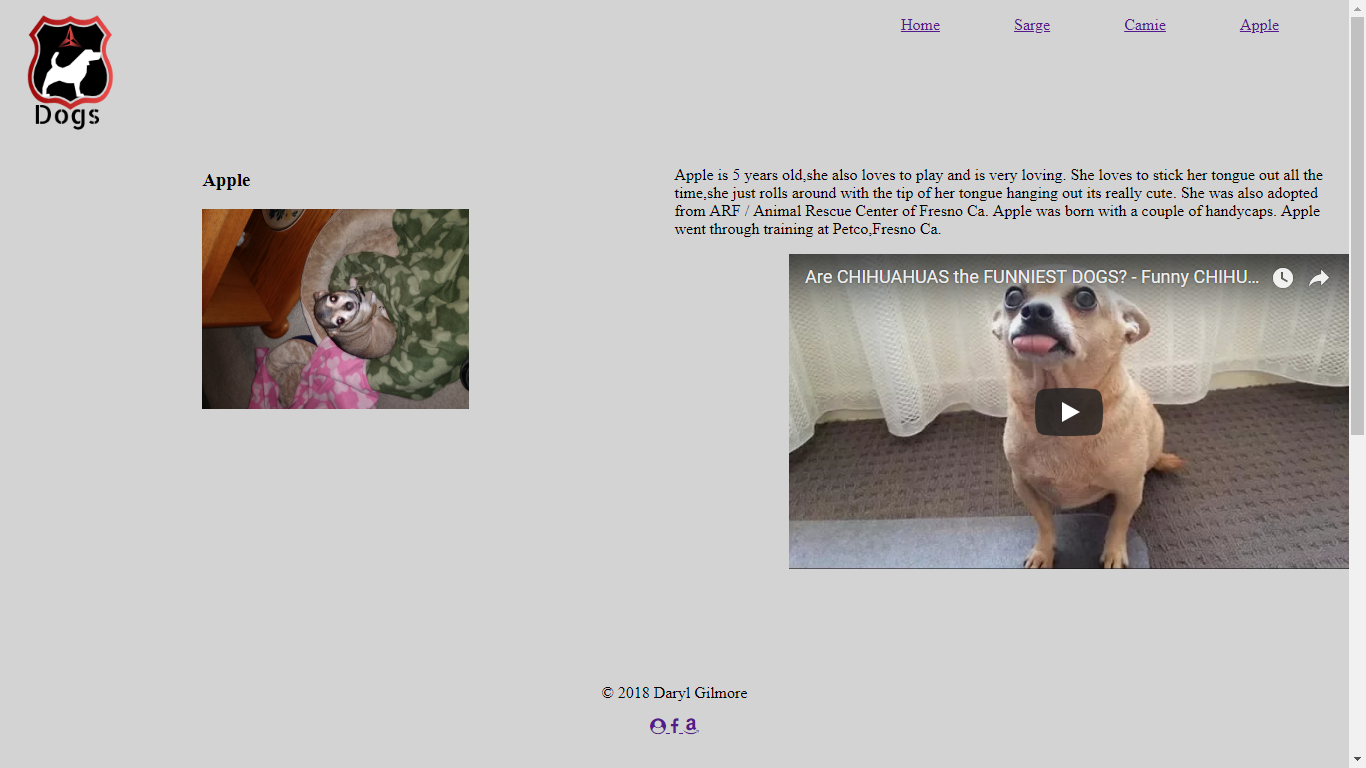 Dogs
Home Sarge Camie Apple
Apple
Apple is 5 years old,she also loves to play and is very loving. She loves to stick her tongue out all the
time,she just rolls around with the tip of her tongue hanging out its really cute. She was also adopted
from ARF / Animal Rescue Center of Fresno Ca. Apple was born with a couple of handycaps. Apple
went through training at Petco,Fresno Ca.
Are CHIHUAHUAS the FUNNIEST DOGS? - Funny CHIHU...
© 2018 Daryl Gilmore